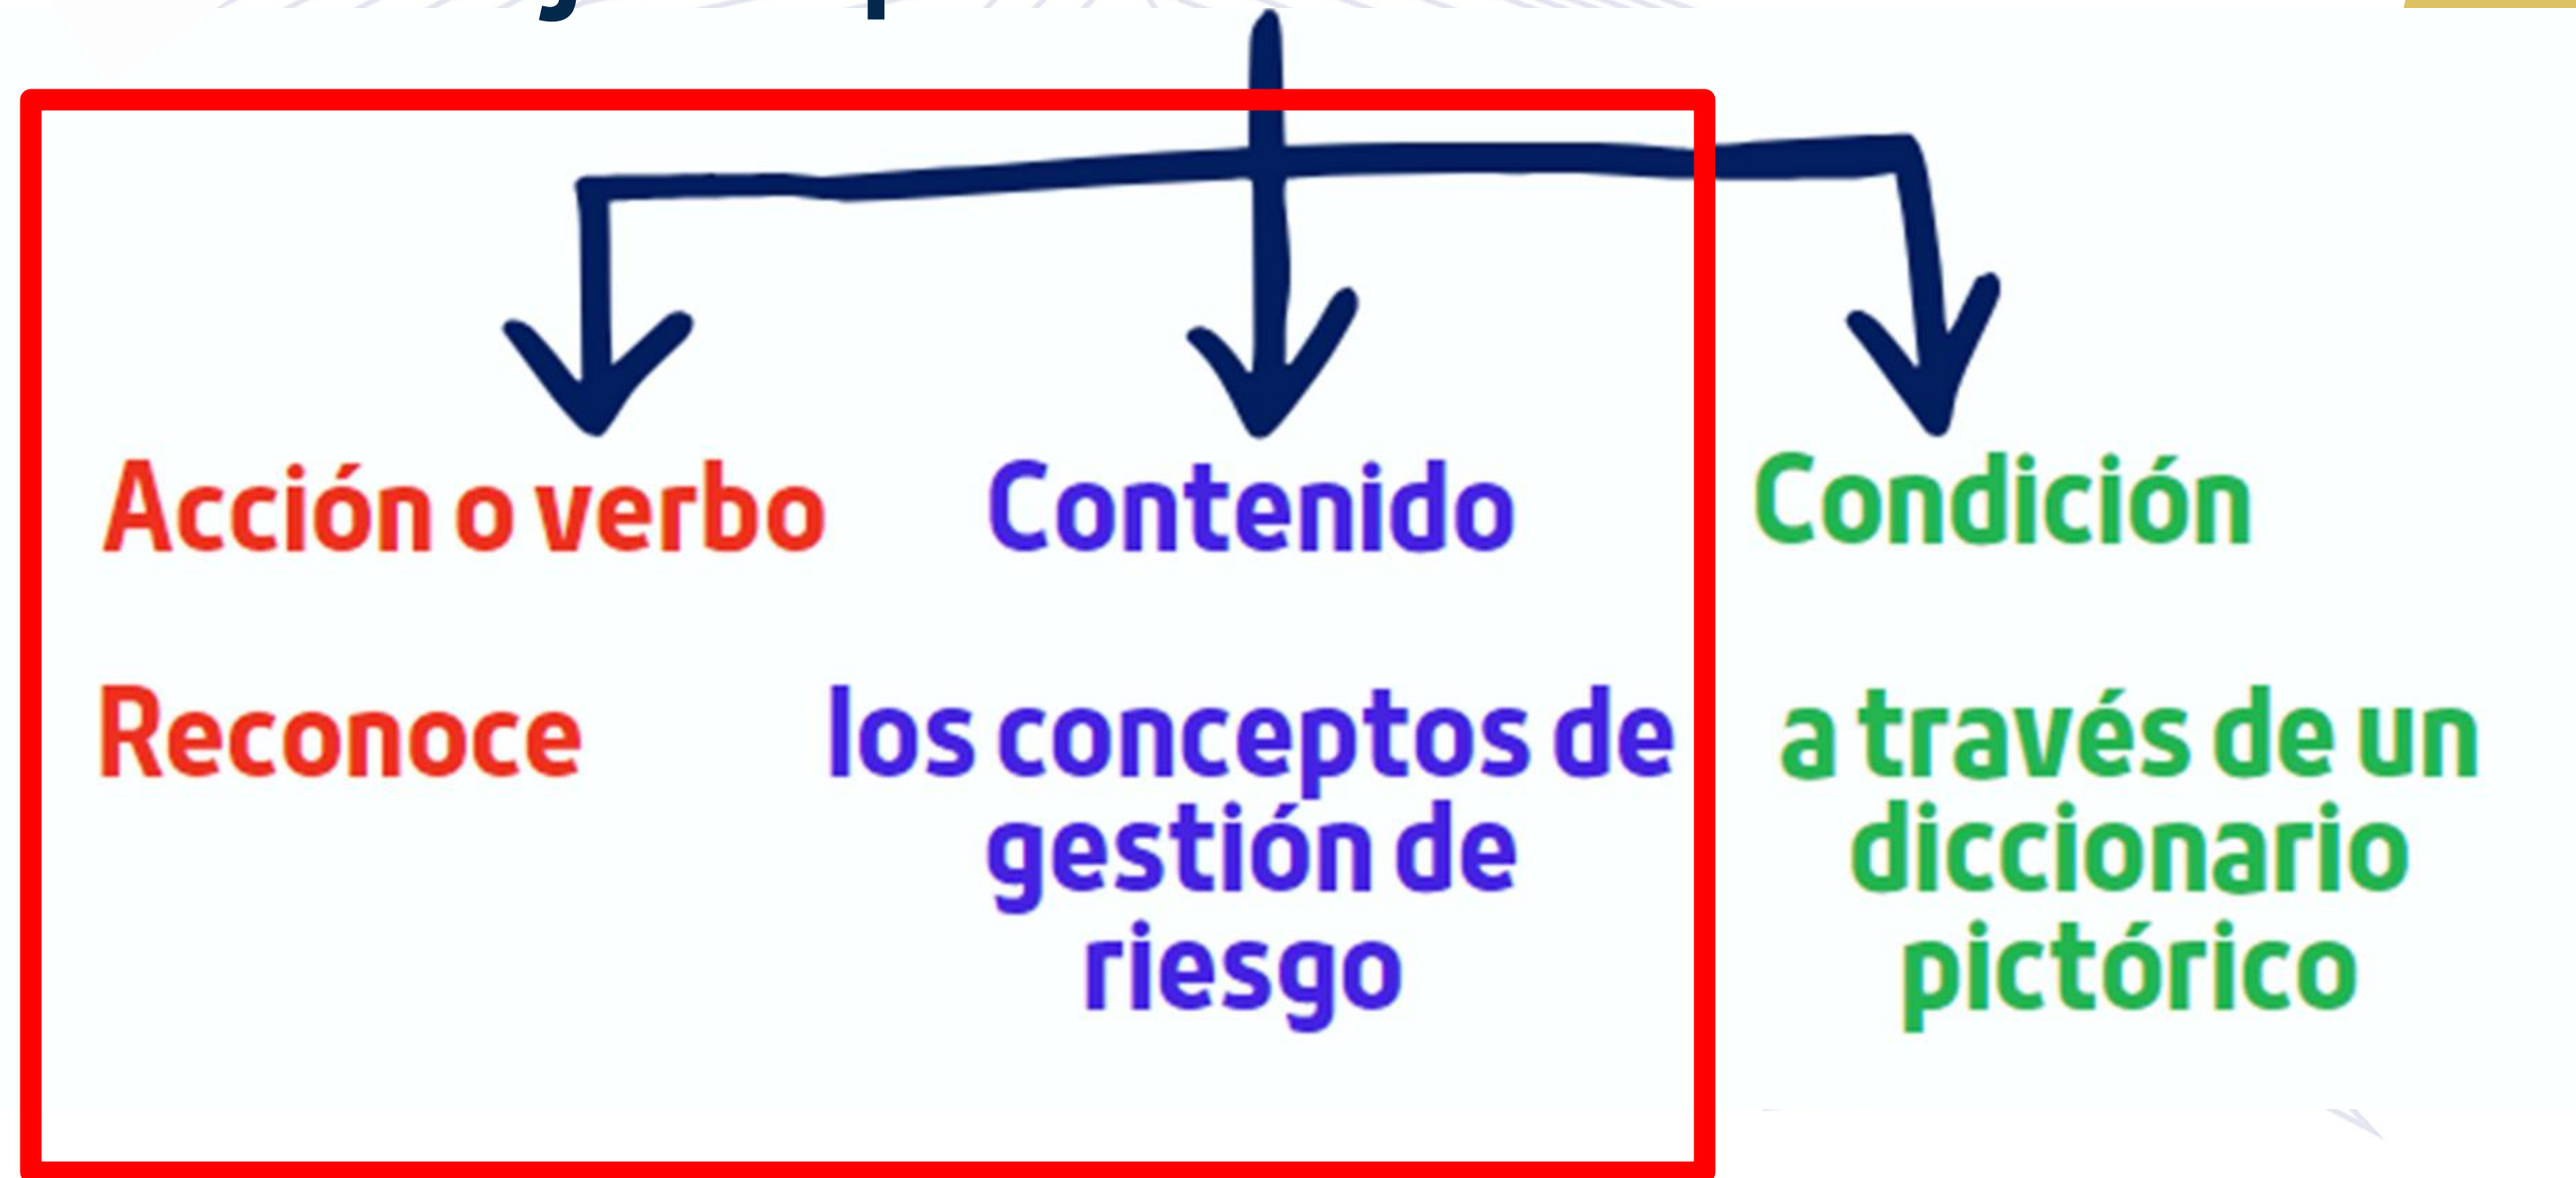 Acción o verbo
Contenido
Condición
Reconoce
los conceptos de
gestión de
riesgo
a través de un
diccionario
pictórico